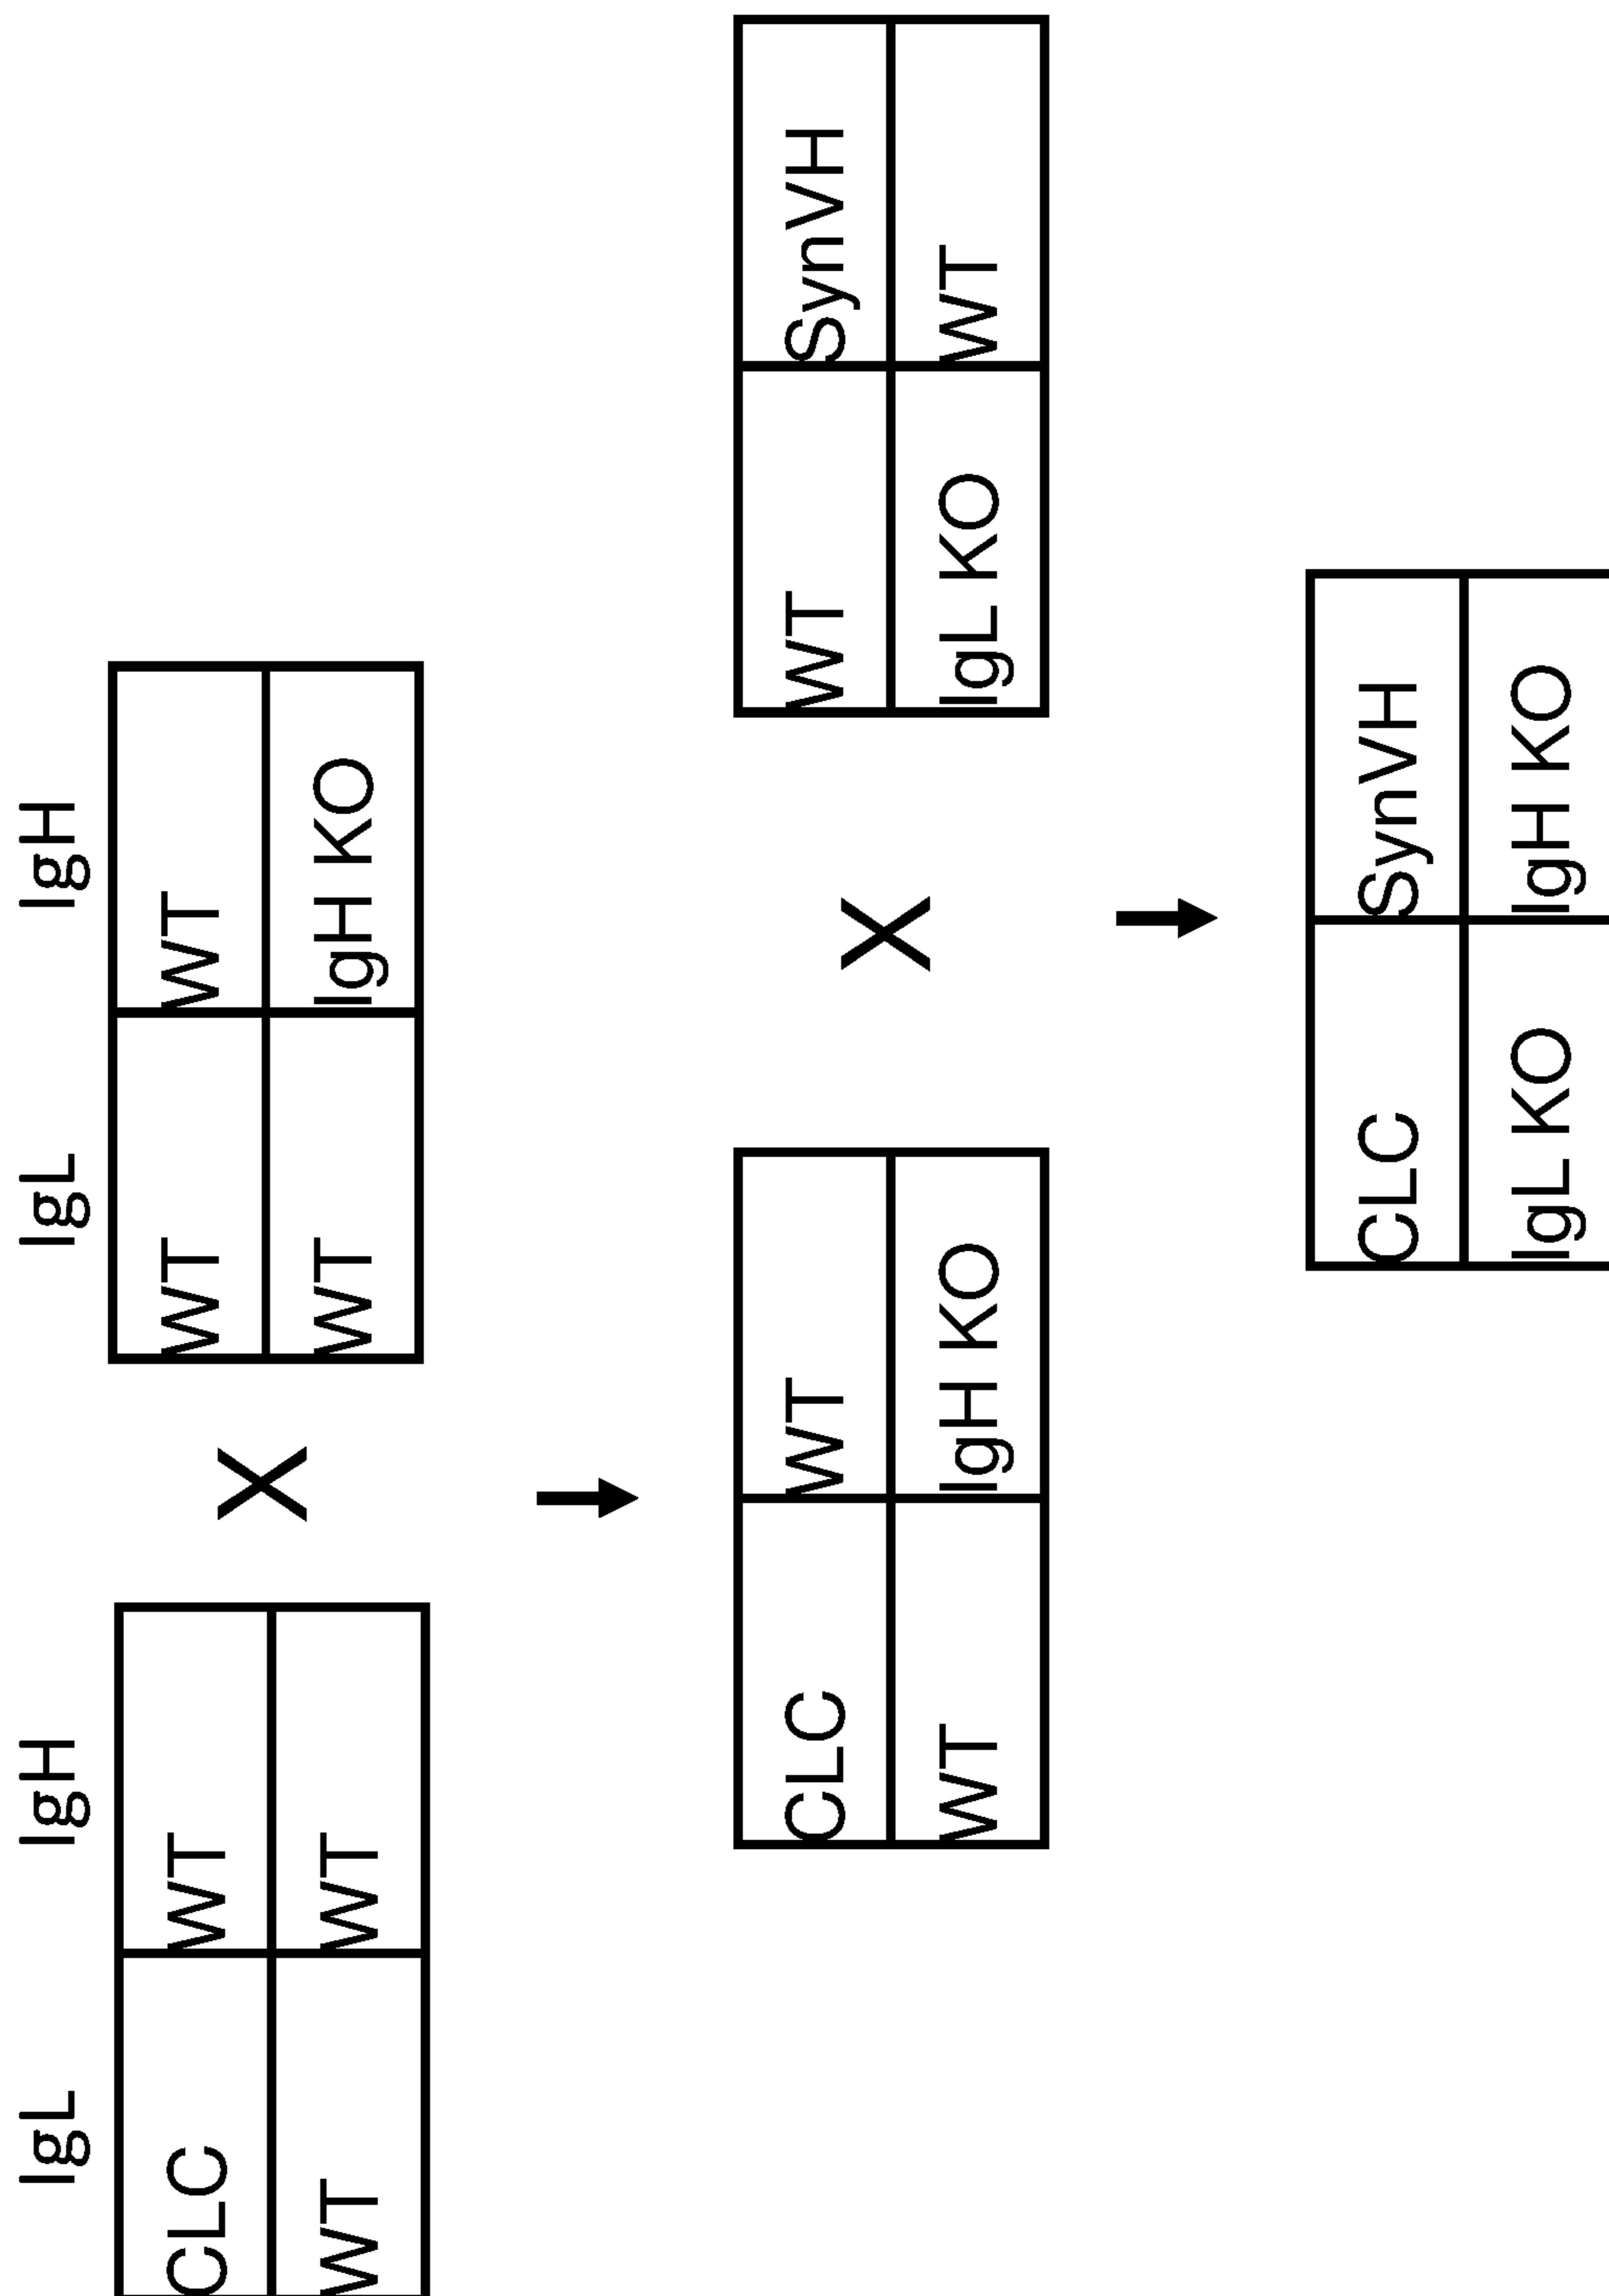 IgL IgH IgL IgH
CLC WT WT WT
X
WT WT WT IgH KO
CLC WT WT SynVH
X
WT IgH KO IgL KO WT
CLC SynVH
IgL KO IgH KO